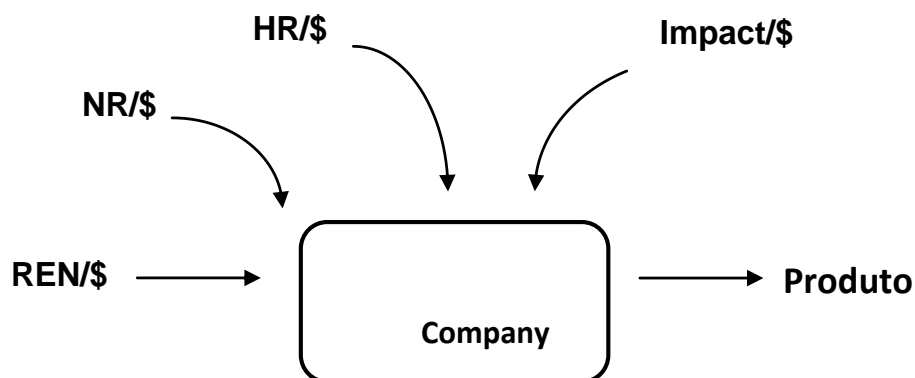 HR/$
Impact/$
NR/$
REN/$
Produto
Company